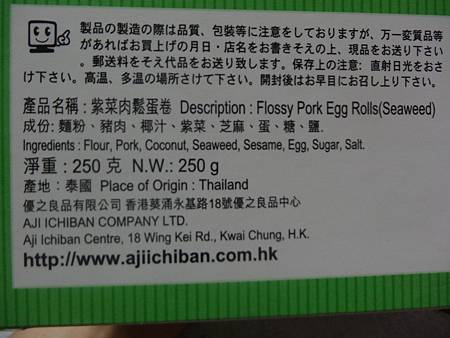 製品の製造の際は品質、包裝等に注意をしておりますが、万一変質品等
があればお買上げの月日・店名をお書きそえの上、現品をお送り下さい
。郵送料をそえ代品をお送り致します。保存上の注意: 直射日光をおさ
け下さい。高温、多湿の場所さけて下さい。開封後はお早目にお召し上り下さい。
產品名稱 : 紫菜肉鬆蛋卷 Description : Flossy Pork Egg Rolls(Seaweed)
成份: 麵粉、豬肉、椰汁、紫菜、芝麻、蛋、糖、鹽.
Ingredients : Flour, Pork, Coconut, Seaweed, Sesame, Egg, Sugar, Salt.
淨重 : 250 克 N.W.: 250 g
產地 : 泰國 Place of Origin : Thailand
優之良品有限公司 香港葵涌永基路18號優之良品中心
AJI ICHIBAN COMPANY LTD.
Aji Ichiban Centre, 18 Wing Kei Rd., Kwai Chung, H.K.
http://www.ajiichiban.com.hk